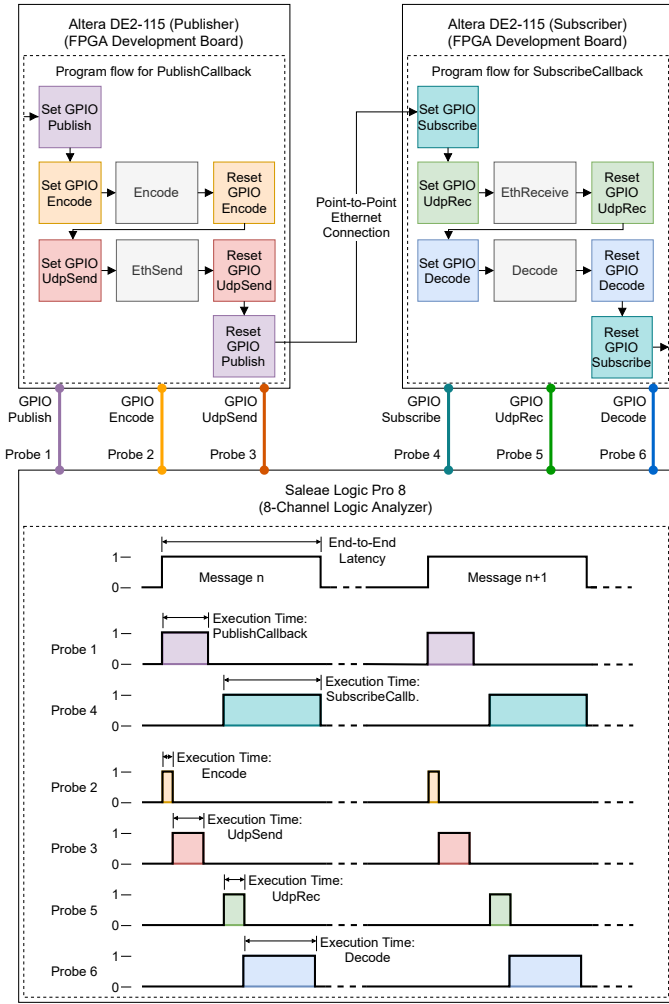 Altera DE2-115 (Publisher)
(FPGA Development Board)
Program flow for PublishCallback
Set GPIO
Publish
Set GPIO
Encode
Encode
Reset
GPIO
Encode
Set GPIO
UdpSend
EthSend
Reset
GPIO
UdpSend
Reset
GPIO
Publish
Point-to-Point
Ethernet
Connection
Altera DE2-115 (Subscriber)
(FPGA Development Board)
Program flow for SubscribeCallback
Set GPIO
Subscribe
Set GPIO
UdpRec
EthReceive
Reset
GPIO
UdpRec
Set GPIO
Decode
Decode
Reset
GPIO
Decode
Reset
GPIO
Subscribe
GPIO
Publish
Probe 1
GPIO
Encode
Probe 2
GPIO
UdpSend
Probe 3
GPIO
Subscribe
Probe 4
GPIO
UdpRec
Probe 5
GPIO
Decode
Probe 6
Saleae Logic Pro 8
(8-Channel Logic Analyzer)
End-to-End
Latency
1
0
Message n
Message n+1
Probe 1
1
0
Execution Time:
PublishCallback
Probe 4
1
0
Execution Time:
SubscribeCallb.
Probe 2
1
0
Execution Time:
Encode
Probe 3
1
0
Execution Time:
UdpSend
Probe 5
1
0
Execution Time:
UdpRec
Probe 6
1
0
Execution Time:
Decode